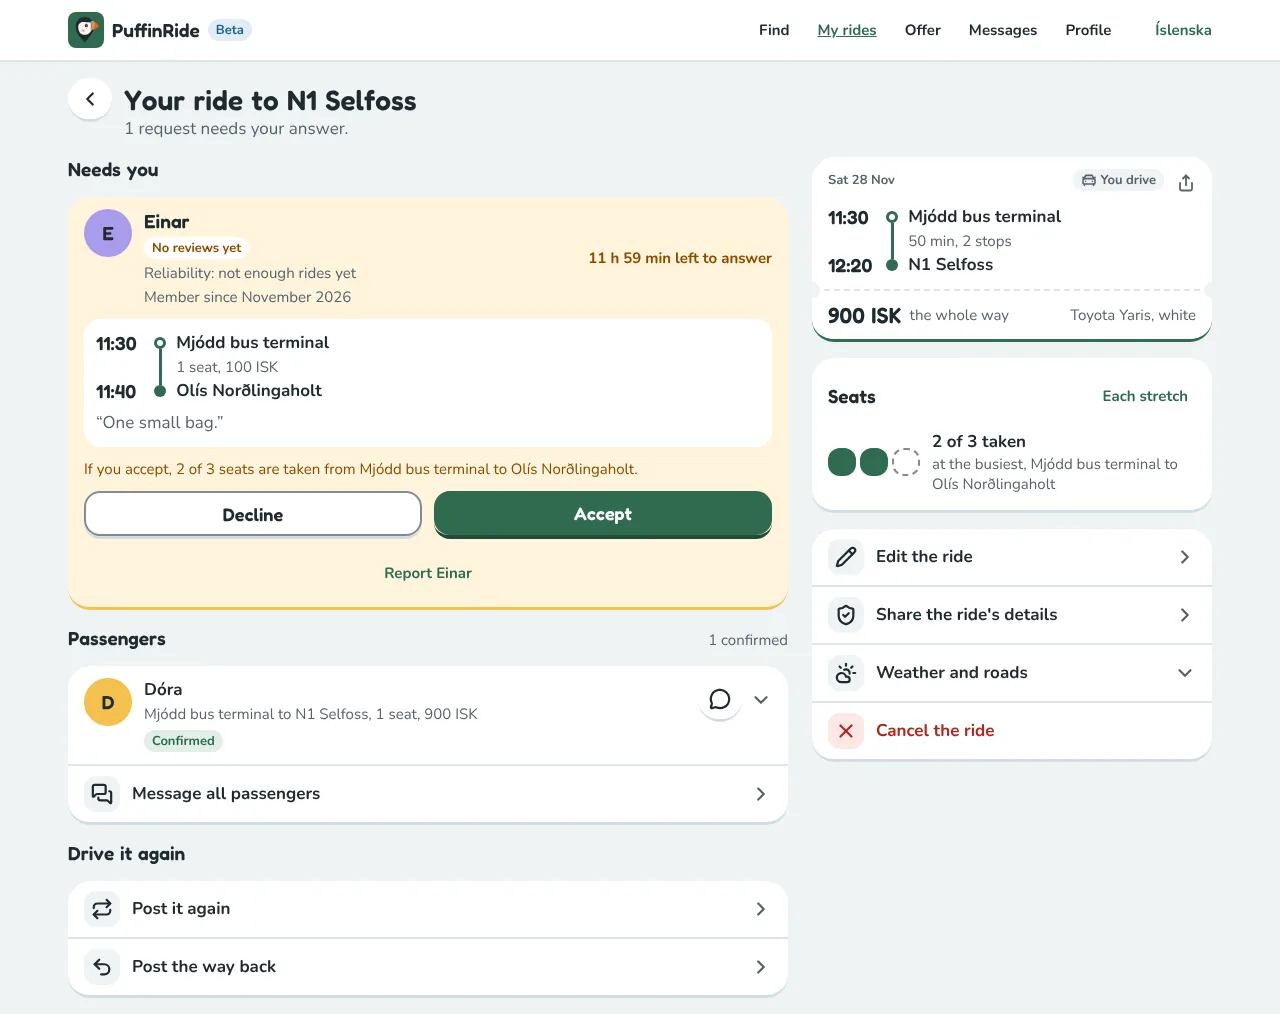 PuffinRide Beta
Find My rides Offer Messages Profile Íslenska
Your ride to N1 Selfoss
1 request needs your answer.
Needs you
E
Einar
No reviews yet
Reliability: not enough rides yet
Member since November 2026
11 h 59 min left to answer
11:30 Mjódd bus terminal
1 seat, 100 ISK
11:40 Olís Norðlingaholt
“One small bag.”
If you accept, 2 of 3 seats are taken from Mjódd bus terminal to Olís Norðlingaholt.
Decline
Accept
Report Einar
Passengers
1 confirmed
D
Dóra
Mjódd bus terminal to N1 Selfoss, 1 seat, 900 ISK
Confirmed
Message all passengers
Drive it again
Post it again
Post the way back
Sat 28 Nov
You drive
11:30 Mjódd bus terminal
50 min, 2 stops
12:20 N1 Selfoss
900 ISK the whole way
Toyota Yaris, white
Seats
Each stretch
2 of 3 taken
at the busiest, Mjódd bus terminal to
Olís Norðlingaholt
Edit the ride
Share the ride's details
Weather and roads
Cancel the ride